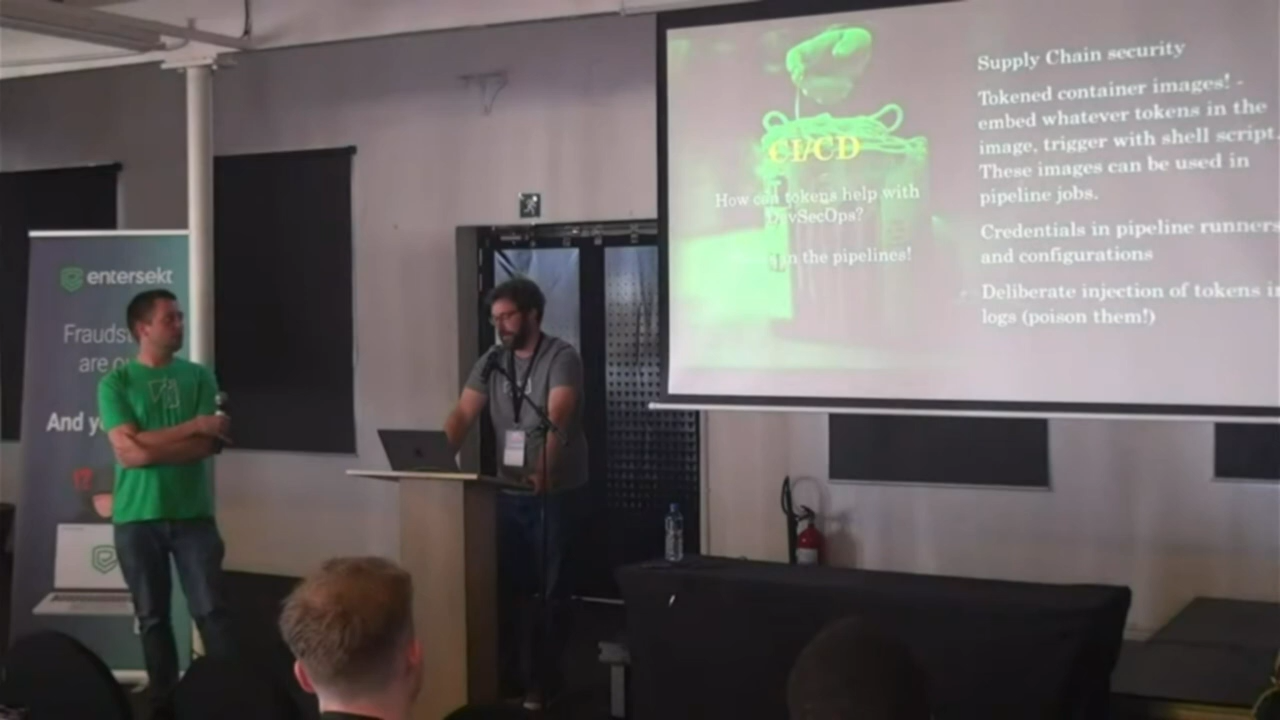 entersekt
Frauds
are
And
CI/CD
How can tokens help with
DevSecOps?
in the pipelines!
Supply Chain security
Tokened container images! -
embed whatever tokens in the
image, trigger with shell script.
These images can be used in
pipeline jobs.
Credentials in pipeline runners
and configurations
Deliberate injection of tokens in
logs (poison them!)